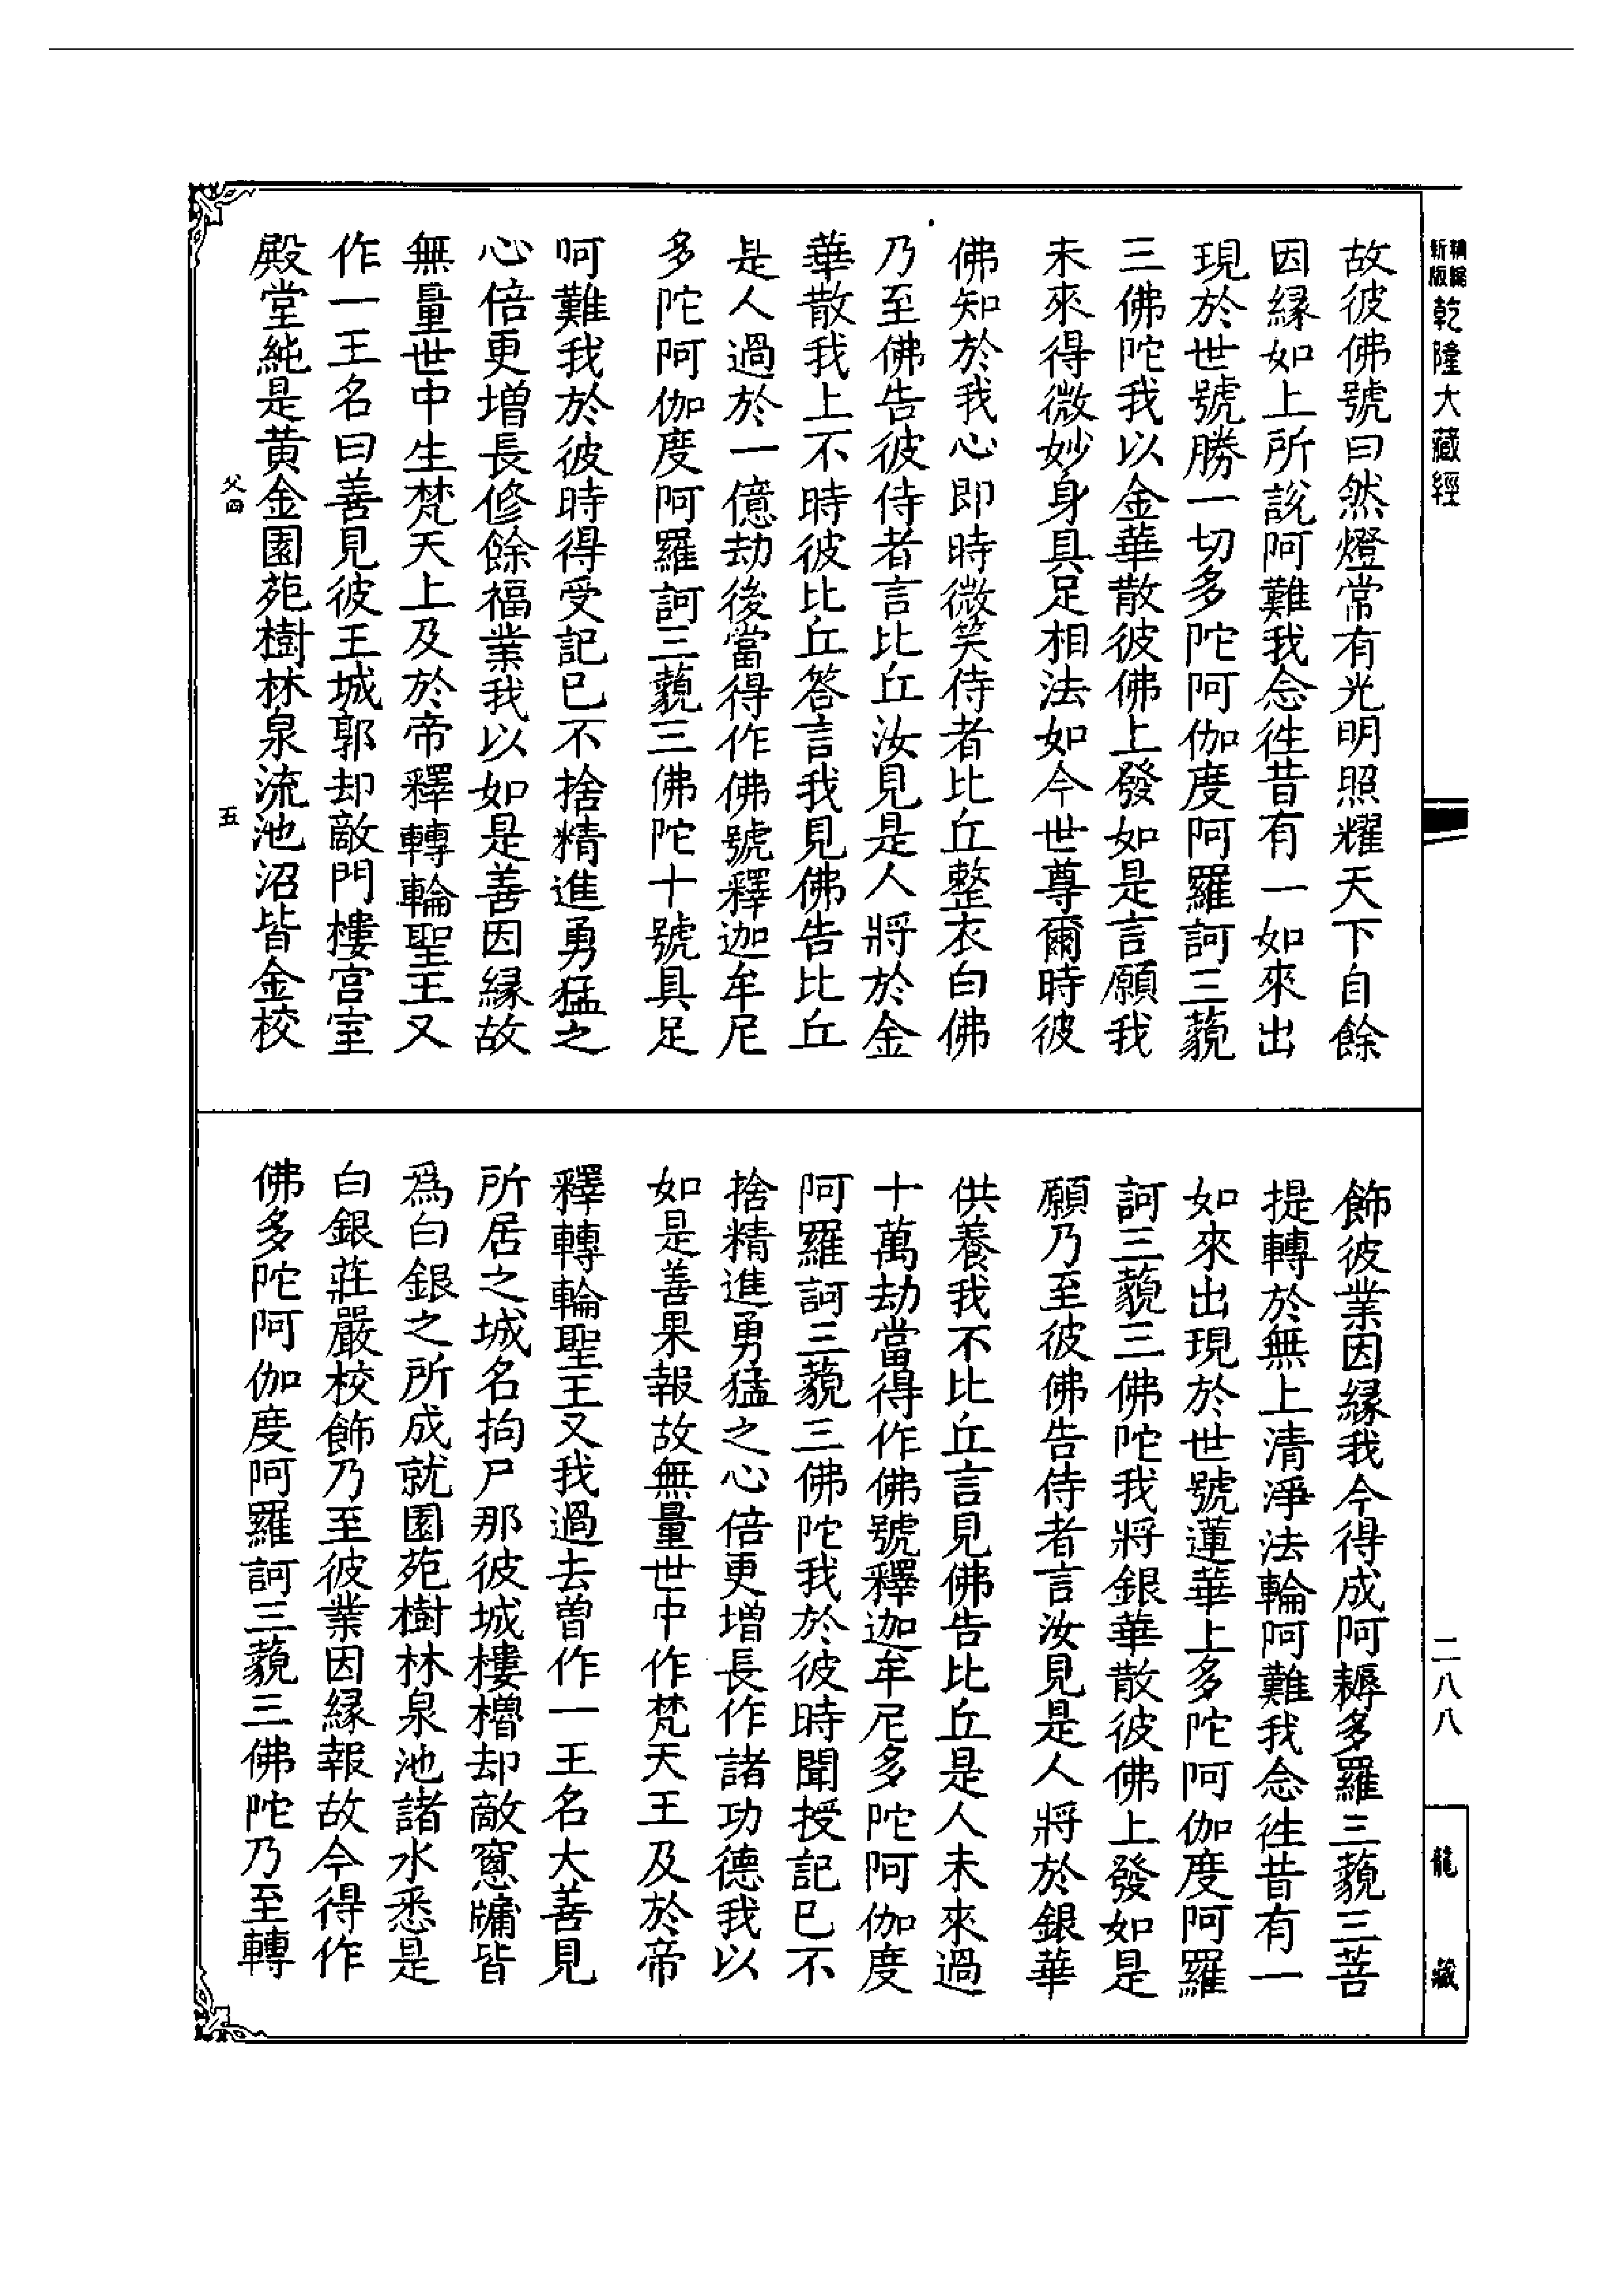 新版
精縮
乾隆大藏經
故彼佛號曰然燈常有光明照耀天下自餘
因緣如上所說阿難我念徃昔有一如來出
現於世號勝一切多陀阿伽度阿羅訶三藐
三佛陀我以金華散彼佛上發如是言願我
未來得微妙身具足相法如今世尊爾時彼
佛知於我心即時微笑侍者比丘整衣白佛
乃至佛告彼侍者言比丘汝見是人將於金
華散我上不時彼比丘答言我見佛告比丘
是人過於一億劫後當得作佛號釋迦牟尼
多陀阿伽度阿羅訶三藐三佛陀十號具足
呵難我於彼時得受記已不捨精進勇猛之
心倍更增長修餘福業我以如是善因緣故
無量世中生梵天上及於帝釋轉輪聖王又
作一王名曰善見彼王城郭却敵門樓宫室
殿堂純是黃金園苑樹林泉流池沼皆金校
父四
五
飾彼業因緣我今得成阿耨多羅三藐三菩
提轉於無上清淨法輪阿難我念徃昔有一
如來出現於世號蓮華上多陀阿伽度阿羅
訶三藐三佛陀我將銀華散彼佛上發如是
願乃至彼佛告侍者言汝見是人將於銀華
供養我不比丘言見佛告比丘是人未來過
十萬劫當得作佛號釋迦牟尼多陀阿伽度
阿羅訶三藐三佛陀我於彼時聞授記已不
捨精進勇猛之心倍更增長作諸功德我以
如是善果報故無量世中作梵天王及於帝
釋轉輪聖王又我過去曾作一王名大善見
所居之城名拘尸那彼城樓櫓却敵窻牖皆
為白銀之所成就園苑樹林泉池諸水悉是
白銀莊嚴校飾乃至彼業因緣報故今得作
佛多陀阿伽度阿羅訶三藐三佛陀乃至轉
二八八
龍藏